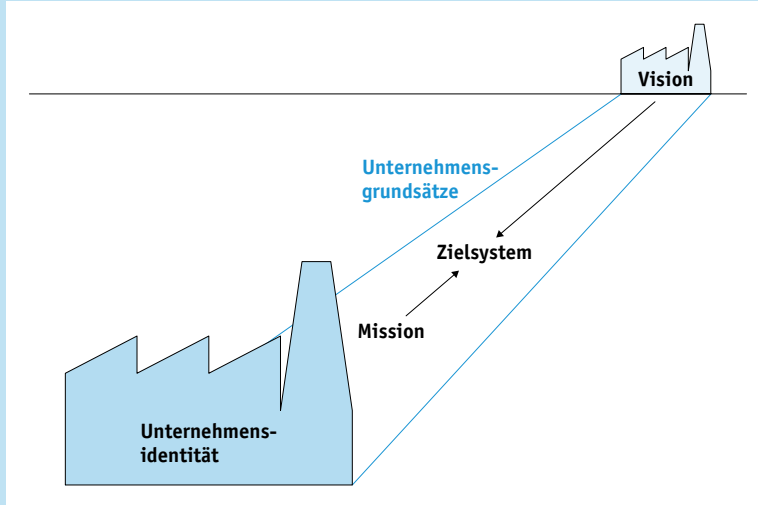 Vision
Unternehmens-
grundsätze
Zielsystem
Mission
Unternehmens-
identität